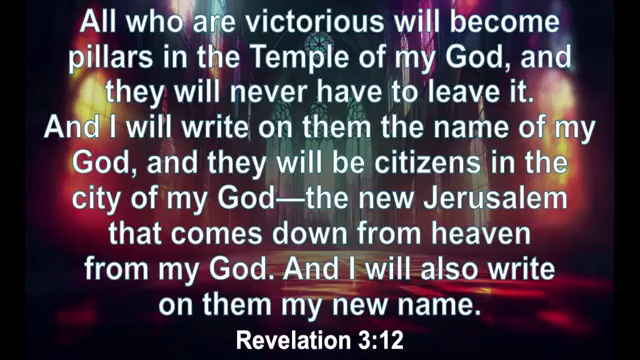 All who are victorious will become
pillars in the Temple of my God, and
they will never have to leave it.
And I will write on them the name of my
God, and they will be citizens in the
city of my God—the new Jerusalem
that comes down from heaven
from my God. And I will also write
on them my new name.
Revelation 3:12